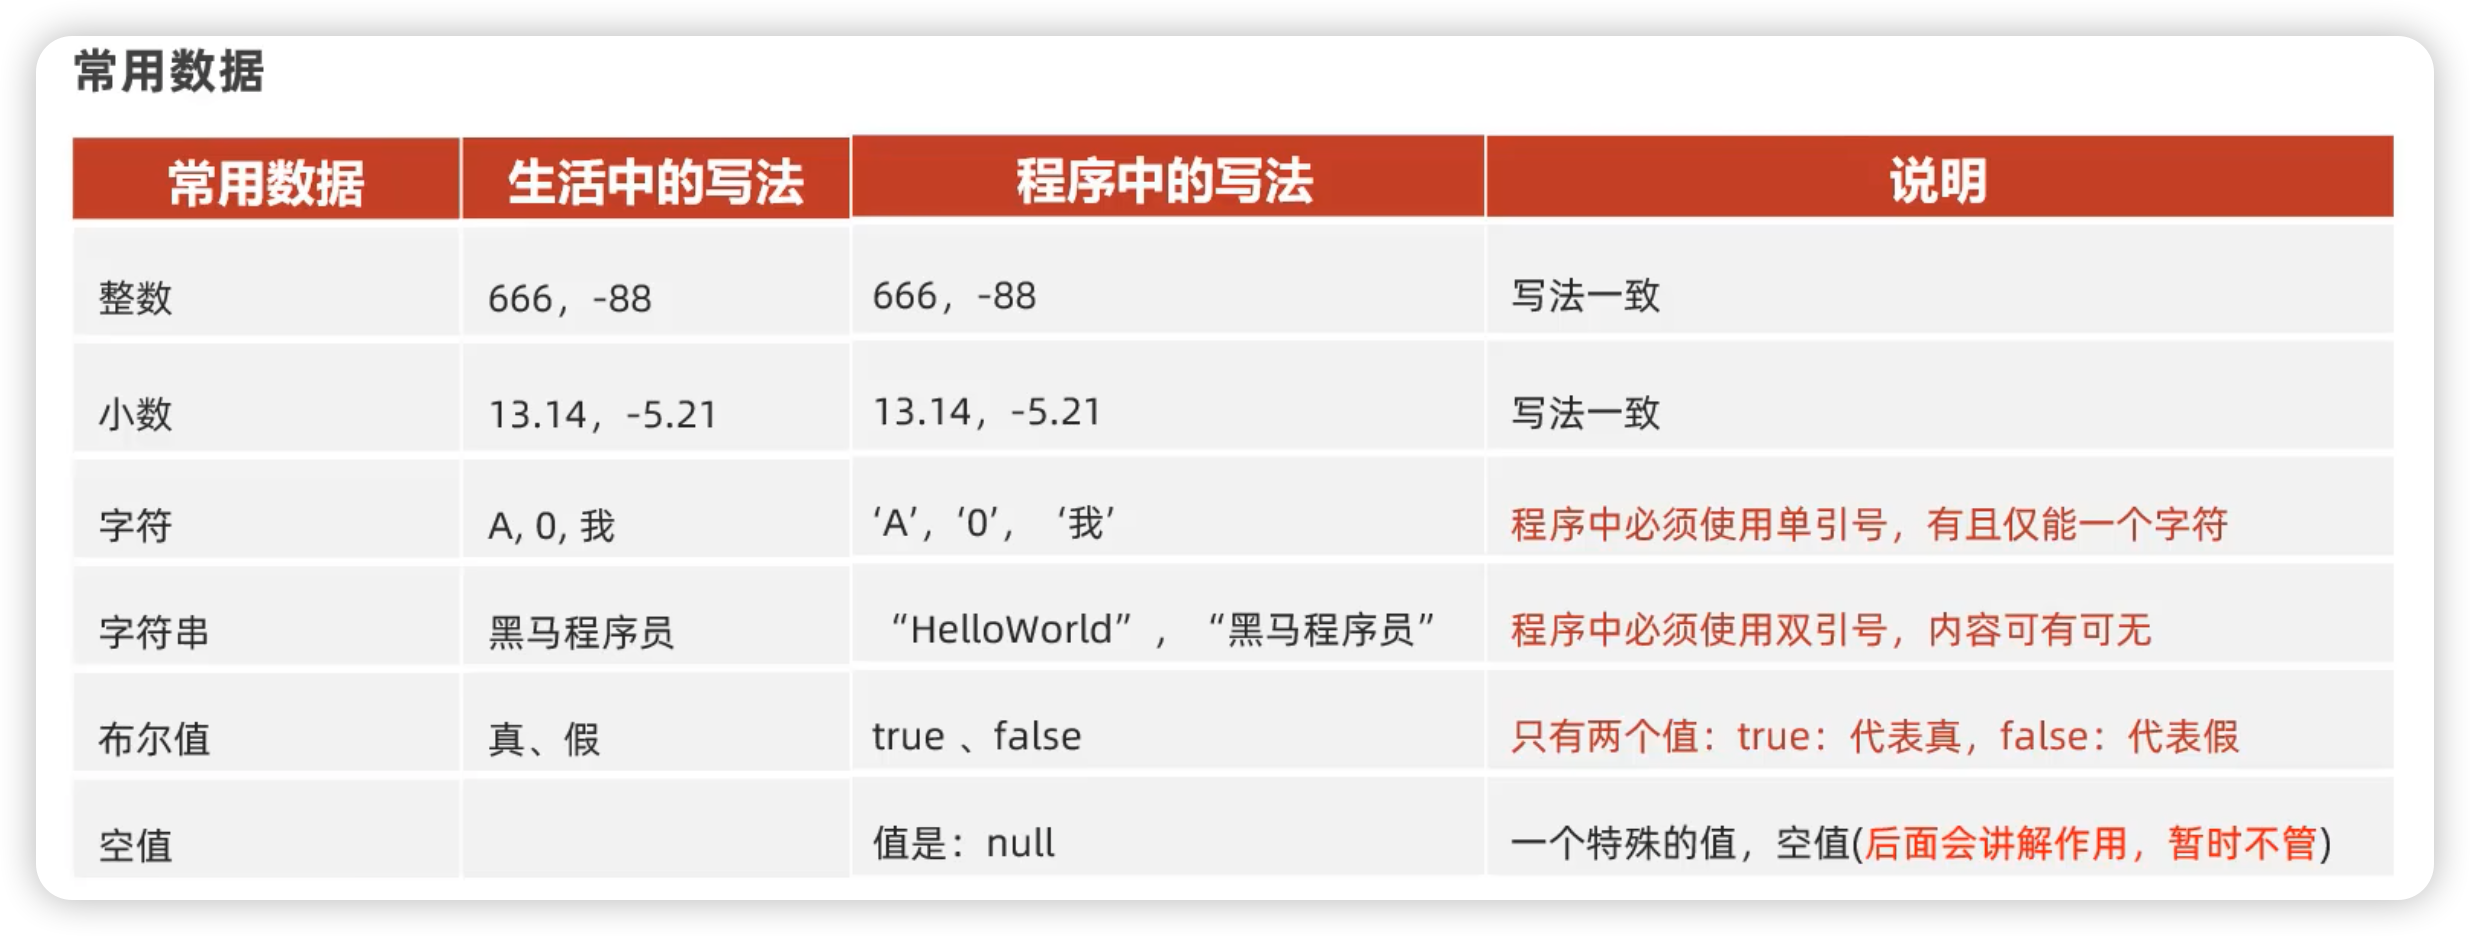 常用数据
常用数据 生活中的写法 程序中的写法 说明
整数 666，-88 666，-88 写法一致
小数 13.14，-5.21 13.14，-5.21 写法一致
字符 A, 0, 我 ‘A’，‘0’， ‘我’ 程序中必须使用单引号，有且仅能一个字符
字符串 黑马程序员 “HelloWorld” ， “黑马程序员” 程序中必须使用双引号，内容可有可无
布尔值 真、假 true 、false 只有两个值：true：代表真，false：代表假
空值 值是：null 一个特殊的值，空值(后面会讲解作用，暂时不管)